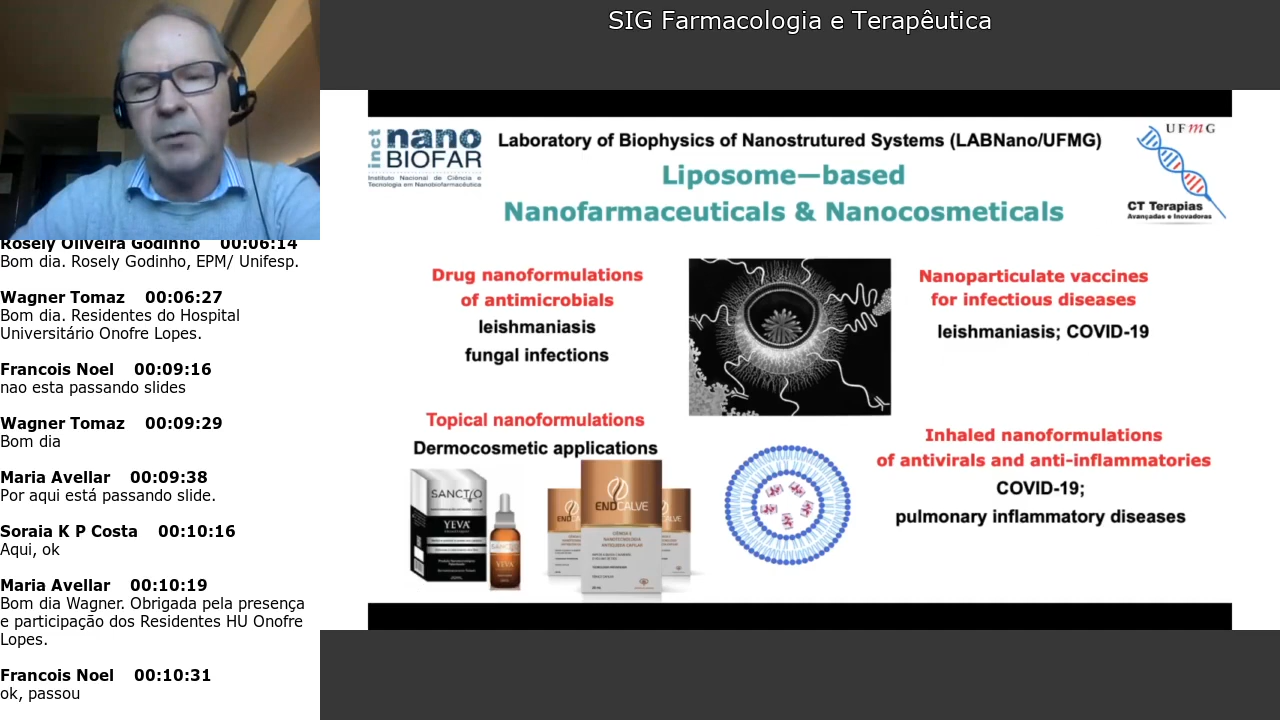 SIG Farmacologia e Terapêutica
Rosely Oliveira Godinho 00:06:14
Bom dia. Rosely Godinho, EPM/ Unifesp.
Wagner Tomaz 00:06:27
Bom dia. Residentes do Hospital
Universitário Onofre Lopes.
Francois Noel 00:09:16
nao esta passando slides
Wagner Tomaz 00:09:29
Bom dia
Maria Avellar 00:09:38
Por aqui está passando slide.
Soraia K P Costa 00:10:16
Aqui, ok
Maria Avellar 00:10:19
Bom dia Wagner. Obrigada pela presença
e participação dos Residentes HU Onofre
Lopes.
Francois Noel 00:10:31
ok, passou
inct nano
BIOFAR
Instituto Nacional de Ciência e
Tecnologia em Nanobiofarmacêutica
Laboratory of Biophysics of Nanostrutured Systems (LABNano/UFMG)
Liposome—based
Nanofarmaceuticals & Nanocosmeticals
UFmG
CT Terapias
Avançadas e Inovadoras
Drug nanoformulations
of antimicrobials
leishmaniasis
fungal infections
Nanoparticulate vaccines
for infectious diseases
leishmaniasis; COVID-19
Topical nanoformulations
Dermocosmetic applications
SANCTIO
YEVA
YEVA
END
CALVE
ENDCALVE
CIÊNCIA E
NANOTECNOLOGIA
Inhaled nanoformulations
of antivirals and anti-inflammatories
COVID-19;
pulmonary inflammatory diseases